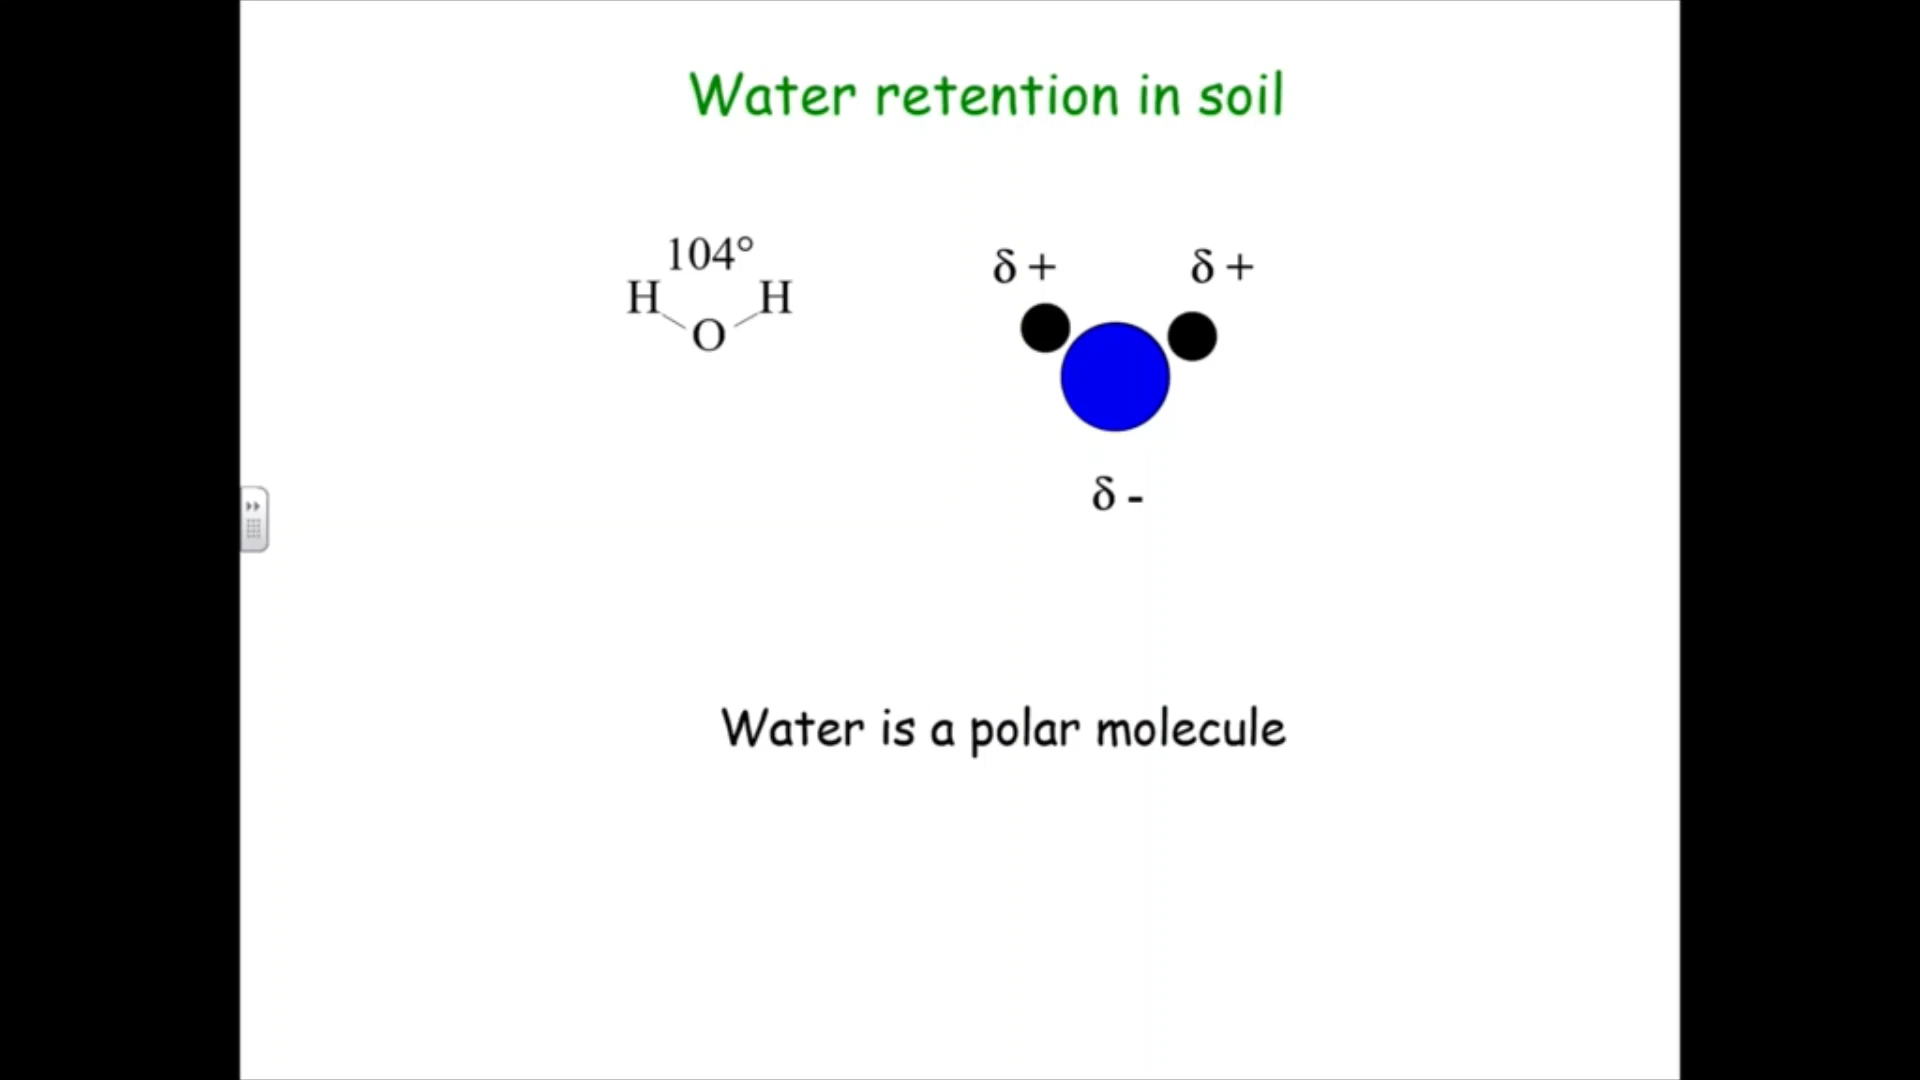 Water retention in soil
104°
H H
O
δ + δ +
δ -
Water is a polar molecule